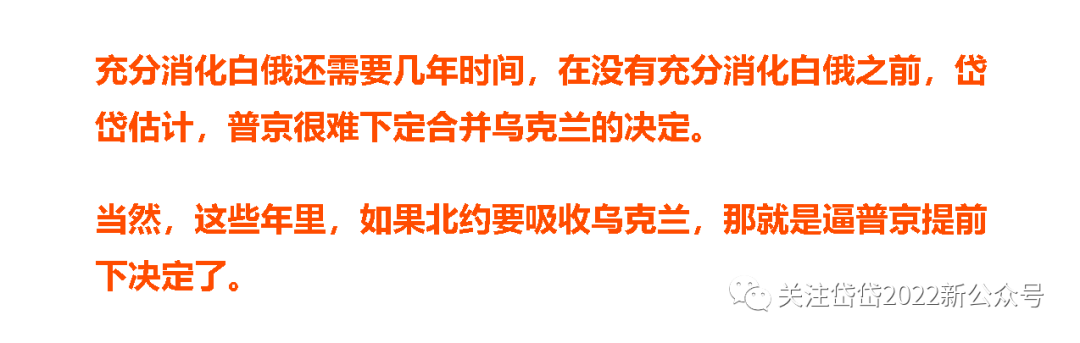 充分消化白俄还需要几年时间，在没有充分消化白俄之前，岱
岱估计，普京很难下定合并乌克兰的决定。
当然，这些年里，如果北约要吸收乌克兰，那就是逼普京提前
下决定了。
关注岱岱2022新公众号